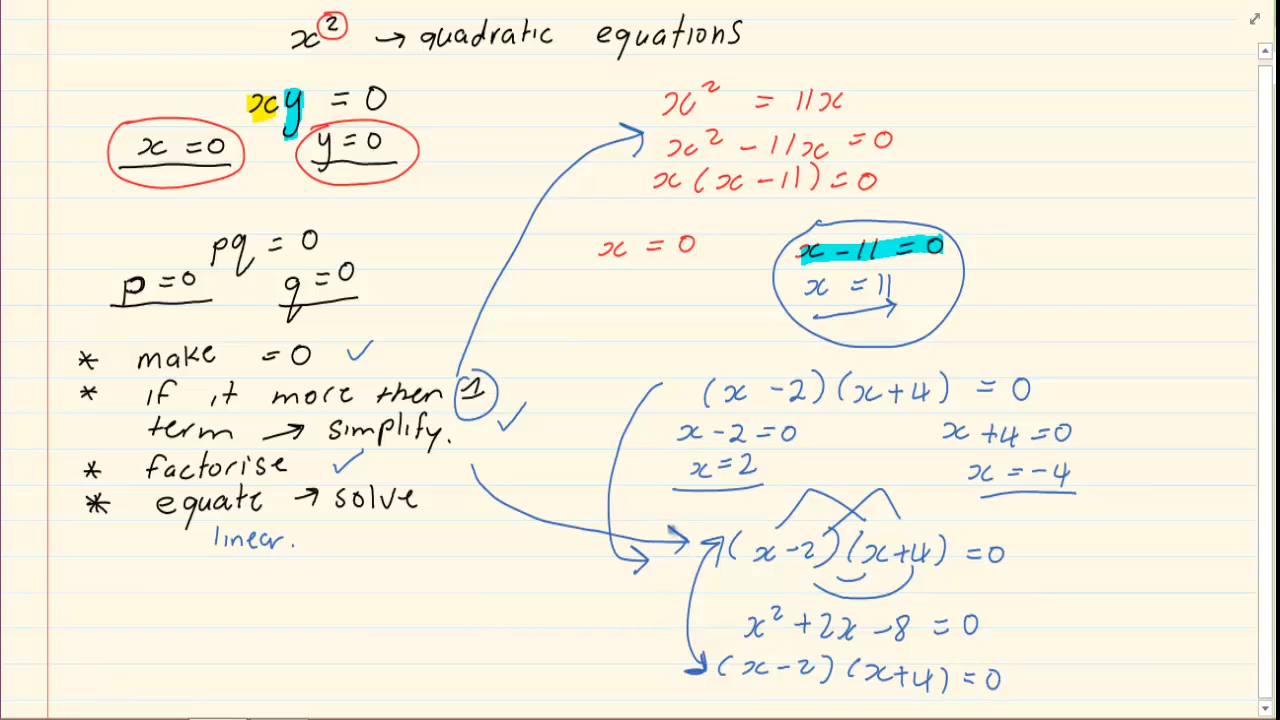 x² → quadratic equations
xy = 0
x = 0 y = 0
pq = 0
p = 0 q = 0
* make = 0 ✓
* if it more then 1
term → simplify. ✓
* factorise ✓
* equate → solve
linear.
x² = 11x
x² - 11x = 0
x(x - 11) = 0
x = 0 x - 11 = 0
x = 11
(x - 2)(x + 4) = 0
x - 2 = 0 x + 4 = 0
x = 2 x = -4
(x - 2)(x + 4) = 0
x² + 2x - 8 = 0
(x - 2)(x + 4) = 0